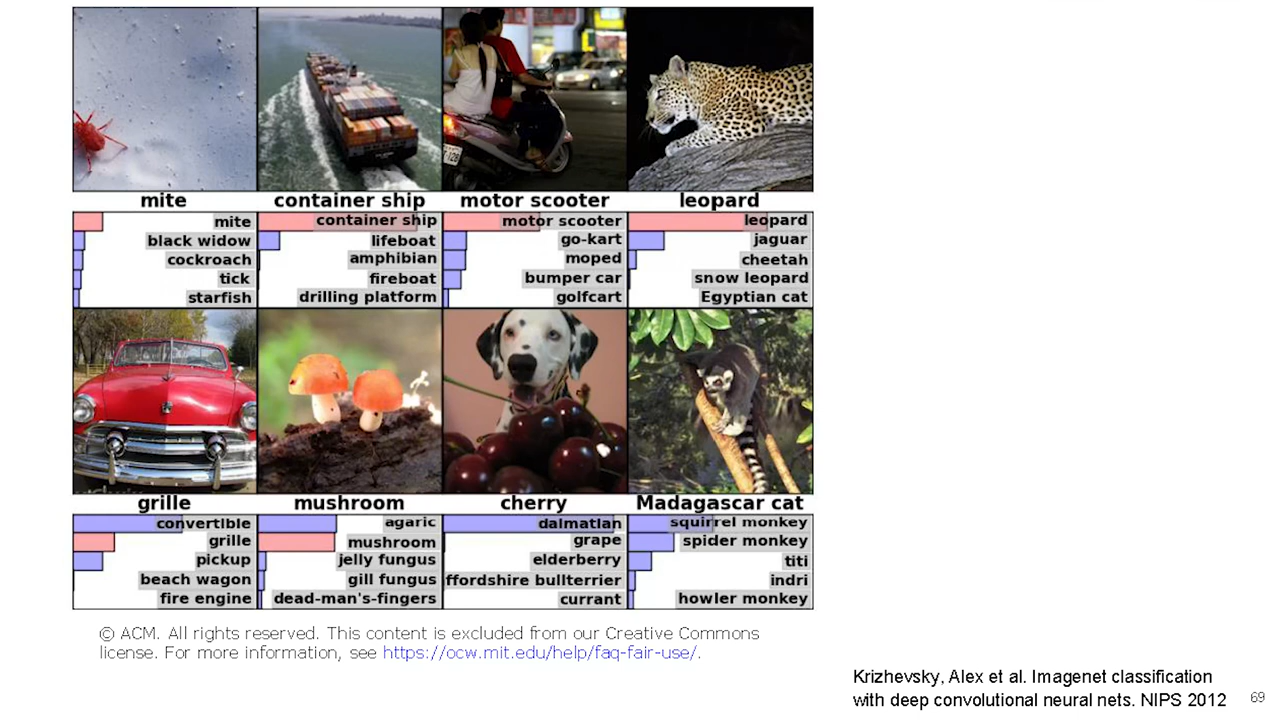 mite
container ship
motor scooter
leopard
mite
black widow
cockroach
tick
starfish
container ship
lifeboat
amphibian
fireboat
drilling platform
motor scooter
go-kart
moped
bumper car
golfcart
leopard
jaguar
cheetah
snow leopard
Egyptian cat
grille
mushroom
cherry
Madagascar cat
convertible
grille
pickup
beach wagon
fire engine
agaric
mushroom
jelly fungus
gill fungus
dead-man's-fingers
dalmatian
grape
elderberry
ffordshire bullterrier
currant
squirrel monkey
spider monkey
titi
indri
howler monkey
© ACM. All rights reserved. This content is excluded from our Creative Commons
license. For more information, see https://ocw.mit.edu/help/faq-fair-use/.
Krizhevsky, Alex et al. Imagenet classification
with deep convolutional neural nets. NIPS 2012
69